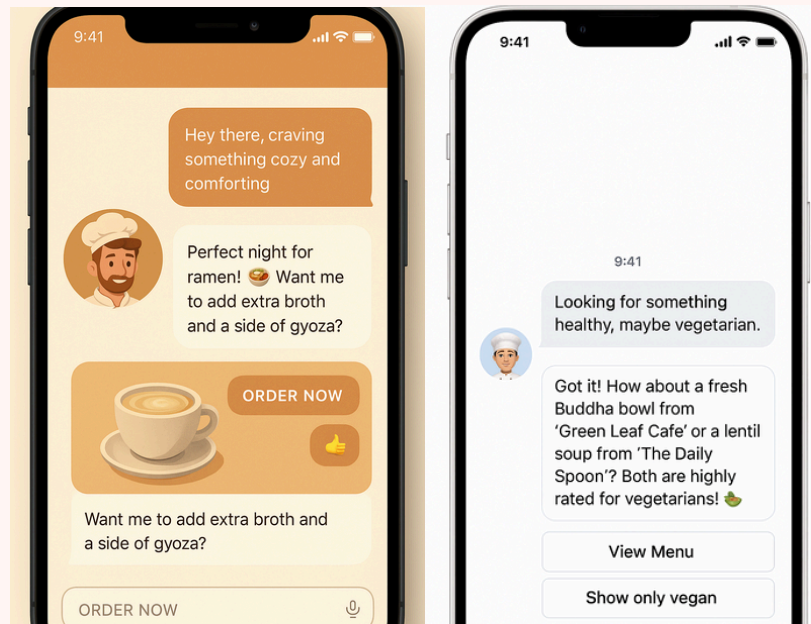 9:41
Hey there, craving
something cozy and
comforting
Perfect night for
ramen! 🍜 Want me
to add extra broth
and a side of gyoza?
ORDER NOW
👍
Want me to add extra broth and
a side of gyoza?
ORDER NOW
9:41
9:41
Looking for something
healthy, maybe vegetarian.
Got it! How about a fresh
Buddha bowl from
‘Green Leaf Cafe’ or a lentil
soup from ‘The Daily
Spoon’? Both are highly
rated for vegetarians! 🥗
View Menu
Show only vegan